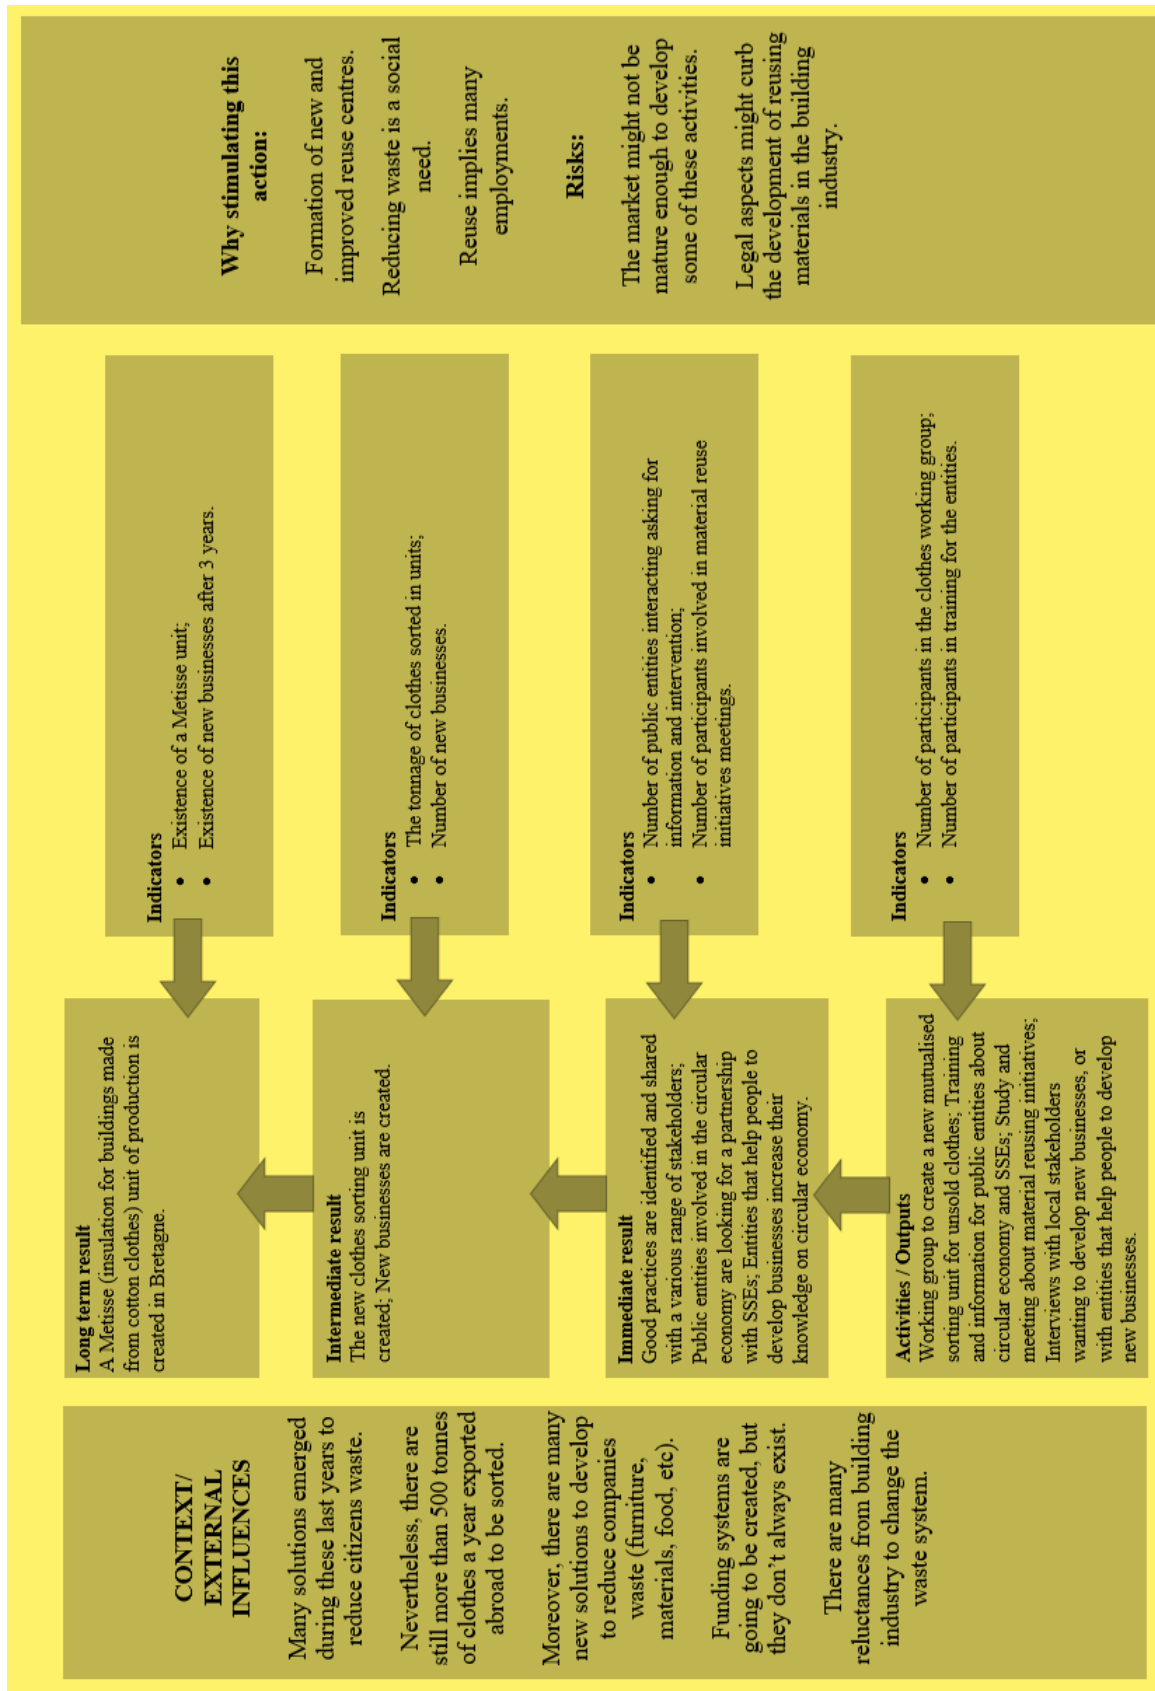 CONTEXT/
EXTERNAL
INFLUENCES
Many solutions emerged
during these last years to
reduce citizens waste.
Nevertheless, there are
still more than 500 tonnes
of clothes a year exported
abroad to be sorted.
Moreover, there are many
new solutions to develop
to reduce companies
waste (furniture,
materials, food, etc).
Funding systems are
going to be created, but
they don’t always exist.
There are many
reluctances from building
industry to change the
waste system.
Long term result
A Metisse (insulation for buildings made
from cotton clothes) unit of production is
created in Bretagne.
Intermediate result
The new clothes sorting unit is
created; New businesses are created.
Immediate result
Good practices are identified and shared
with a various range of stakeholders;
Public entities involved in the circular
economy are looking for a partnership
with SSEs; Entities that help people to
develop businesses increase their
knowledge on circular economy.
Activities / Outputs
Working group to create a new mutualised
sorting unit for unsold clothes; Training
and information for public entities about
circular economy and SSEs; Study and
meeting about material reusing initiatives;
Interviews with local stakeholders
wanting to develop new businesses, or
with entities that help people to develop
new businesses.
Indicators
• Existence of a Metisse unit;
• Existence of new businesses after 3 years.
Indicators
• The tonnage of clothes sorted in units;
• Number of new businesses.
Indicators
• Number of public entities interacting asking for
information and intervention;
• Number of participants involved in material reuse
initiatives meetings.
Indicators
• Number of participants in the clothes working group;
• Number of participants in training for the entities.
Why stimulating this
action:
Formation of new and
improved reuse centres.
Reducing waste is a social
need.
Reuse implies many
employments.
Risks:
The market might not be
mature enough to develop
some of these activities.
Legal aspects might curb
the development of reusing
materials in the building
industry.